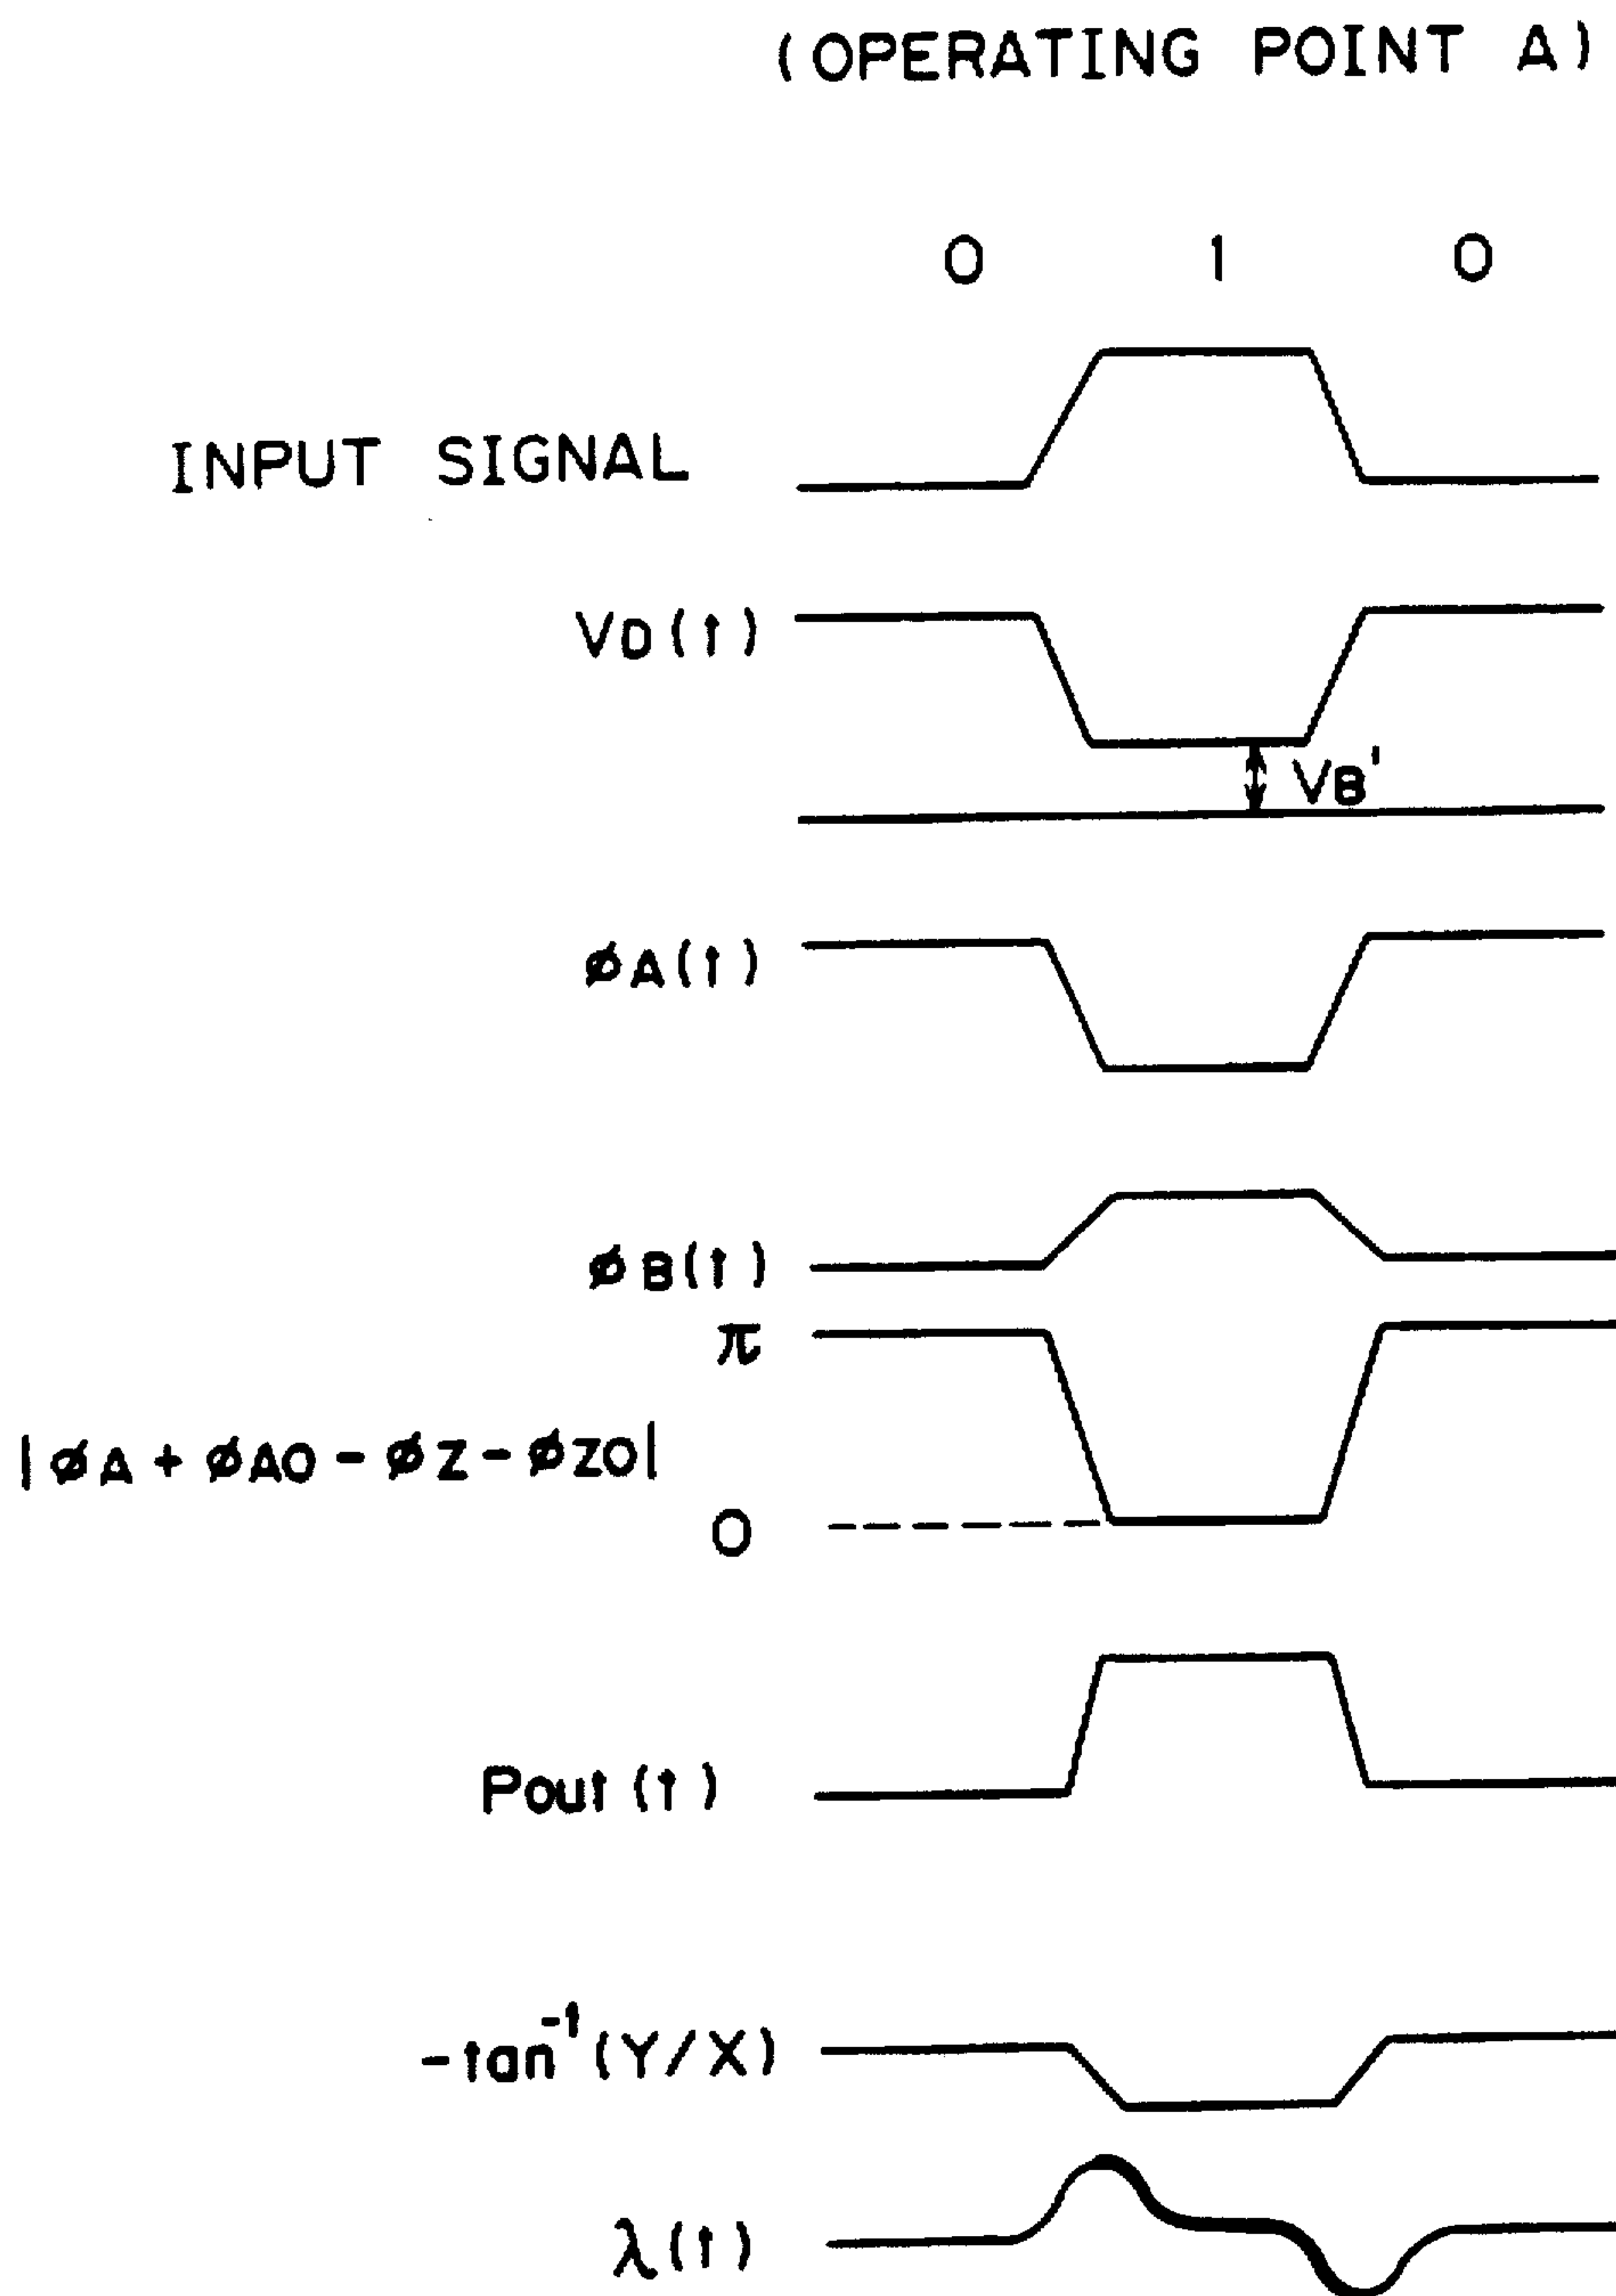 (OPERATING POINT A)
0 1 0
INPUT SIGNAL
VD(t)
VB'
øA(t)
øB(t)
π
|øA + øAO - øZ - øZO|
0
Pout(t)
-tan⁻¹(Y/X)
λ(t)